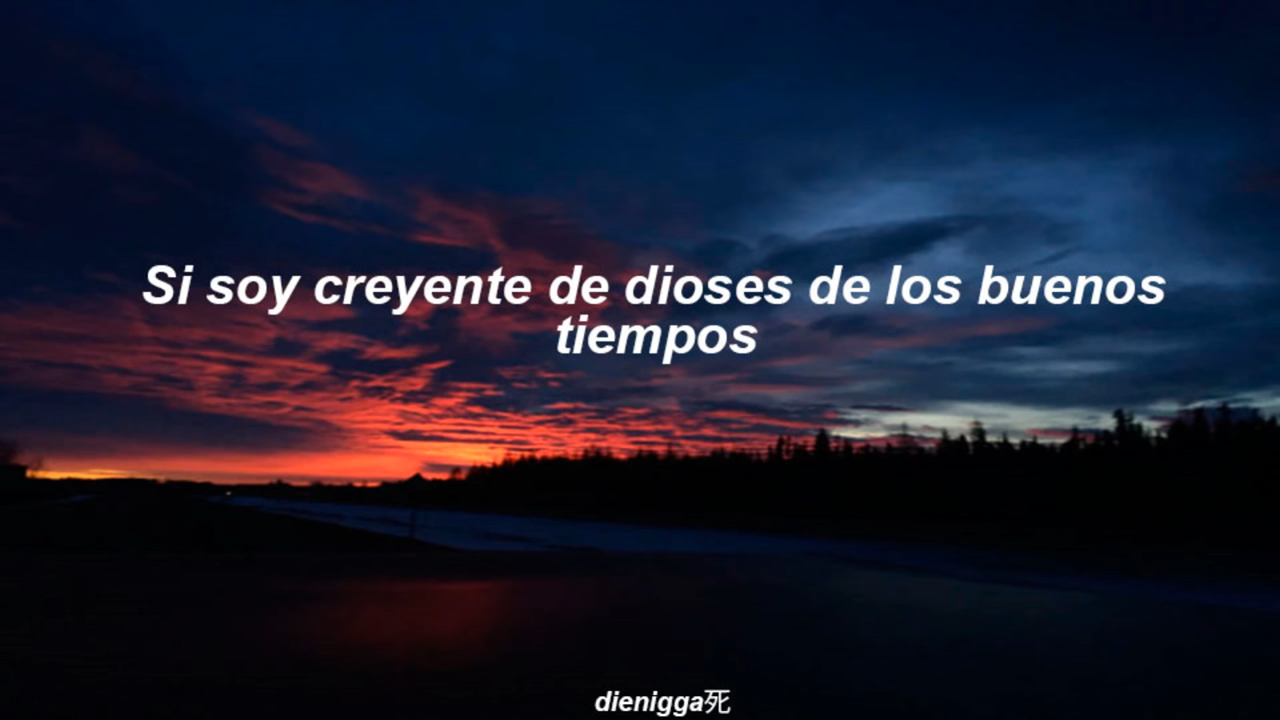 Si soy creyente de dioses de los buenos
tiempos
dienigga死